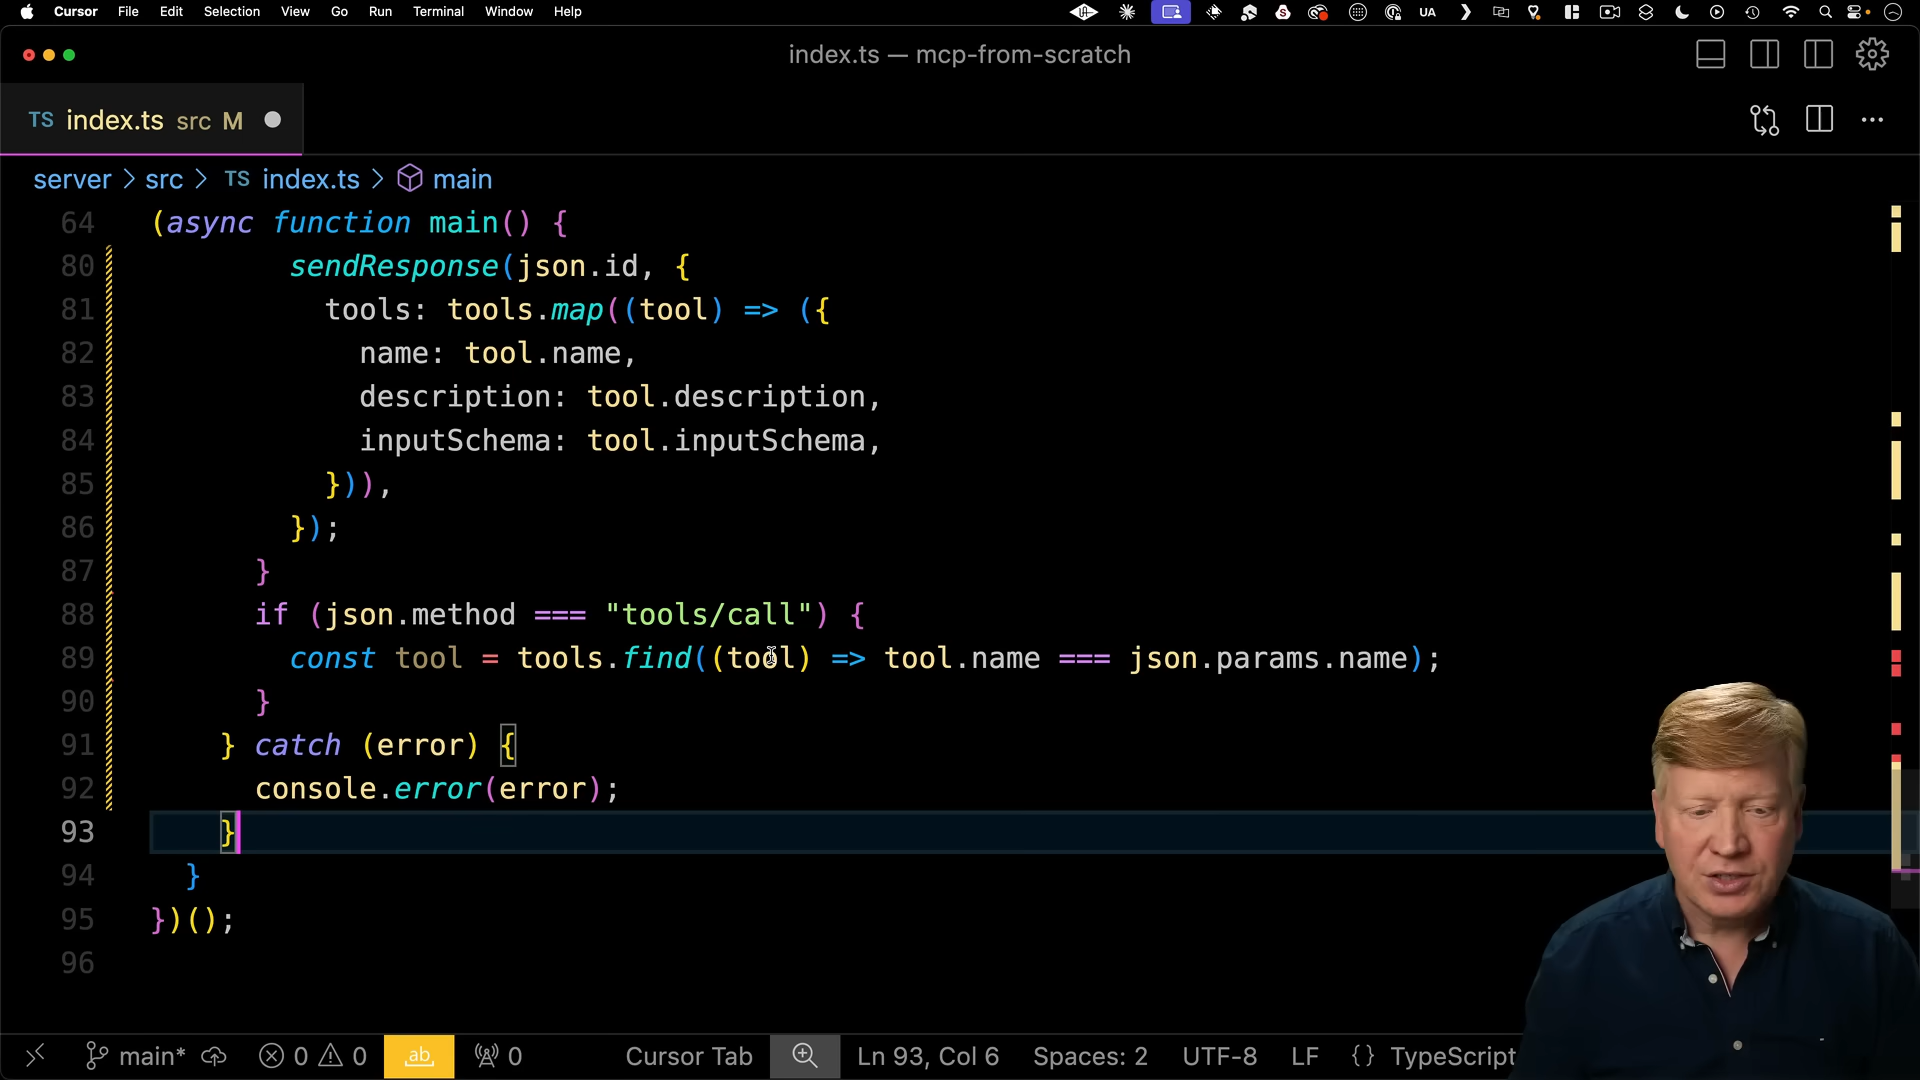 Cursor File Edit Selection View Go Run Terminal Window Help UA
index.ts — mcp-from-scratch
TS index.ts src M
server > src > TS index.ts > main
64 (async function main() {
80 sendResponse(json.id, {
81 tools: tools.map((tool) => ({
82 name: tool.name,
83 description: tool.description,
84 inputSchema: tool.inputSchema,
85 })),
86 });
87 }
88 if (json.method === "tools/call") {
89 const tool = tools.find((tool) => tool.name === json.params.name);
90 }
91 } catch (error) {
92 console.error(error);
93 }
94 }
95 })();
96
main* 0 0 ab 0 Cursor Tab Ln 93, Col 6 Spaces: 2 UTF-8 LF {} TypeScript